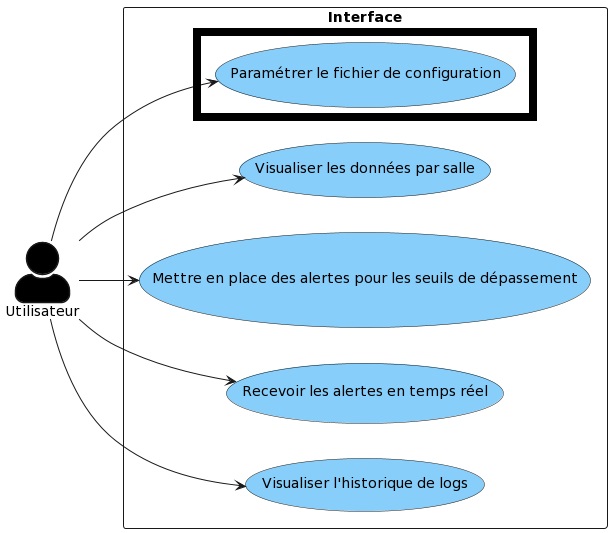 Interface
Paramétrer le fichier de configuration
Visualiser les données par salle
Mettre en place des alertes pour les seuils de dépassement
Utilisateur
Recevoir les alertes en temps réel
Visualiser l'historique de logs